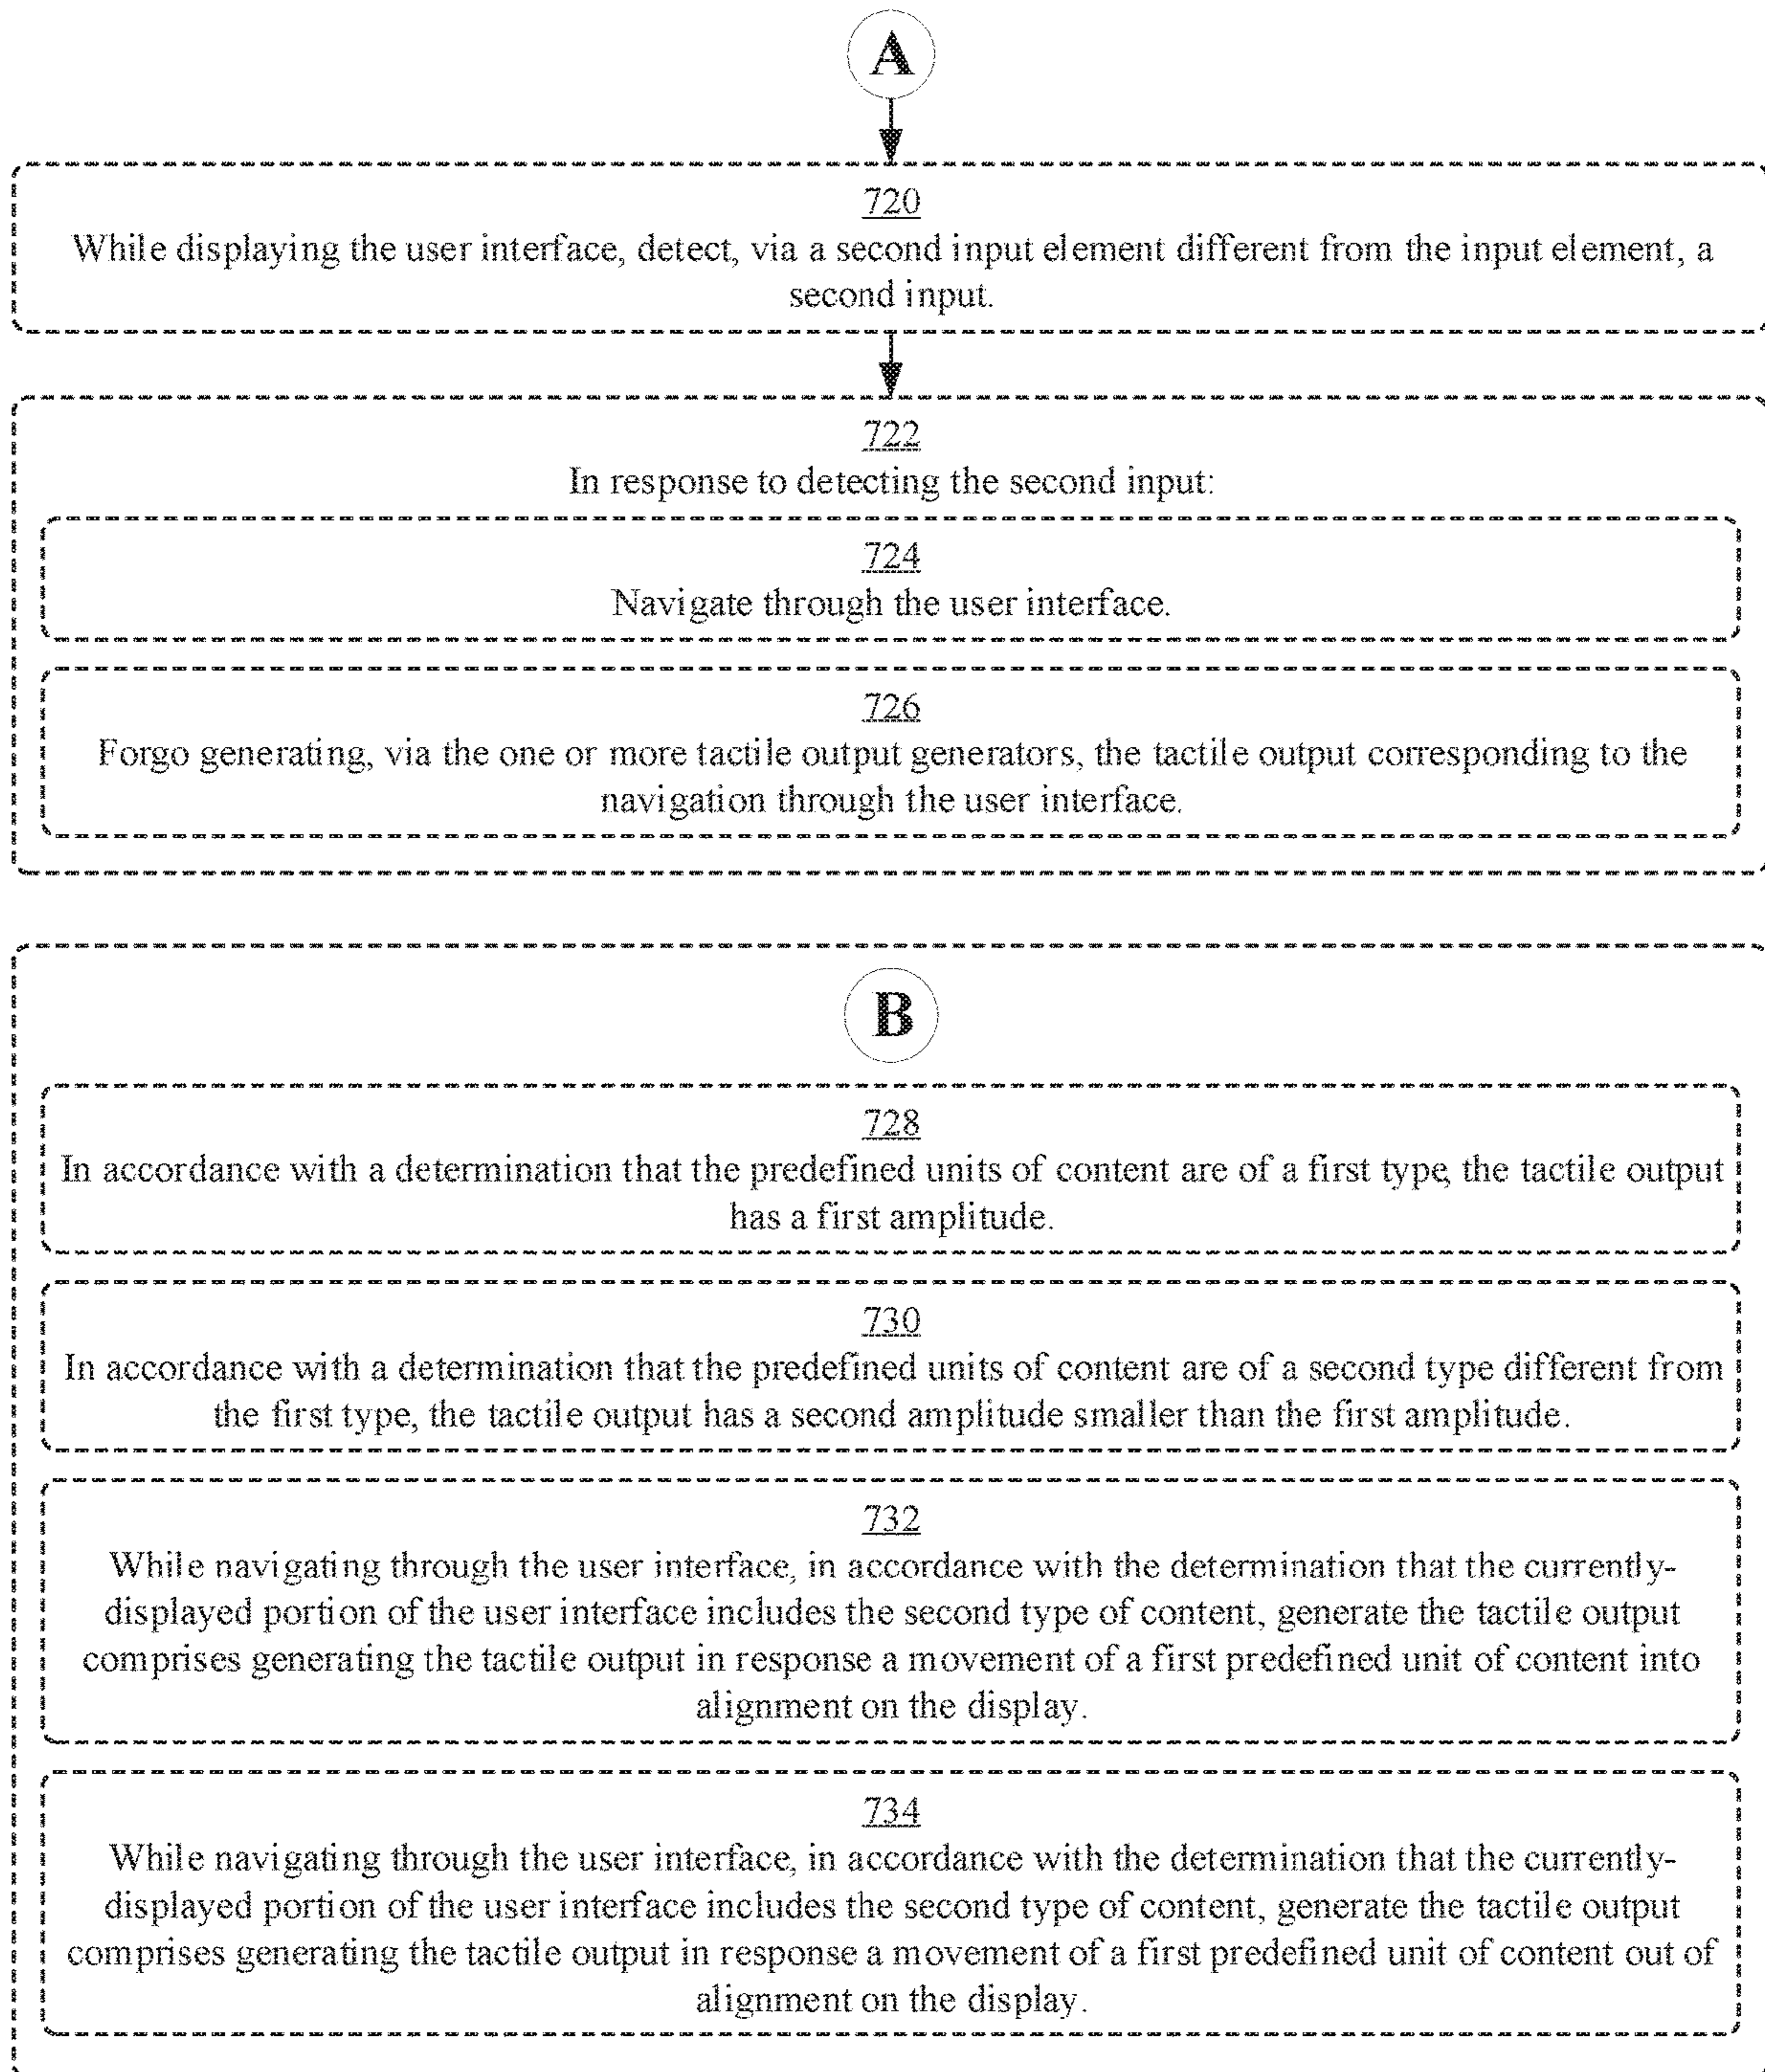 A
720
While displaying the user interface, detect, via a second input element different from the input element, a
second input.
722
In response to detecting the second input:
724
Navigate through the user interface.
726
Forgo generating, via the one or more tactile output generators, the tactile output corresponding to the
navigation through the user interface.
B
728
In accordance with a determination that the predefined units of content are of a first type, the tactile output
has a first amplitude.
730
In accordance with a determination that the predefined units of content are of a second type different from
the first type, the tactile output has a second amplitude smaller than the first amplitude.
732
While navigating through the user interface, in accordance with the determination that the currently-
displayed portion of the user interface includes the second type of content, generate the tactile output
comprises generating the tactile output in response a movement of a first predefined unit of content into
alignment on the display.
734
While navigating through the user interface, in accordance with the determination that the currently-
displayed portion of the user interface includes the second type of content, generate the tactile output
comprises generating the tactile output in response a movement of a first predefined unit of content out of
alignment on the display.